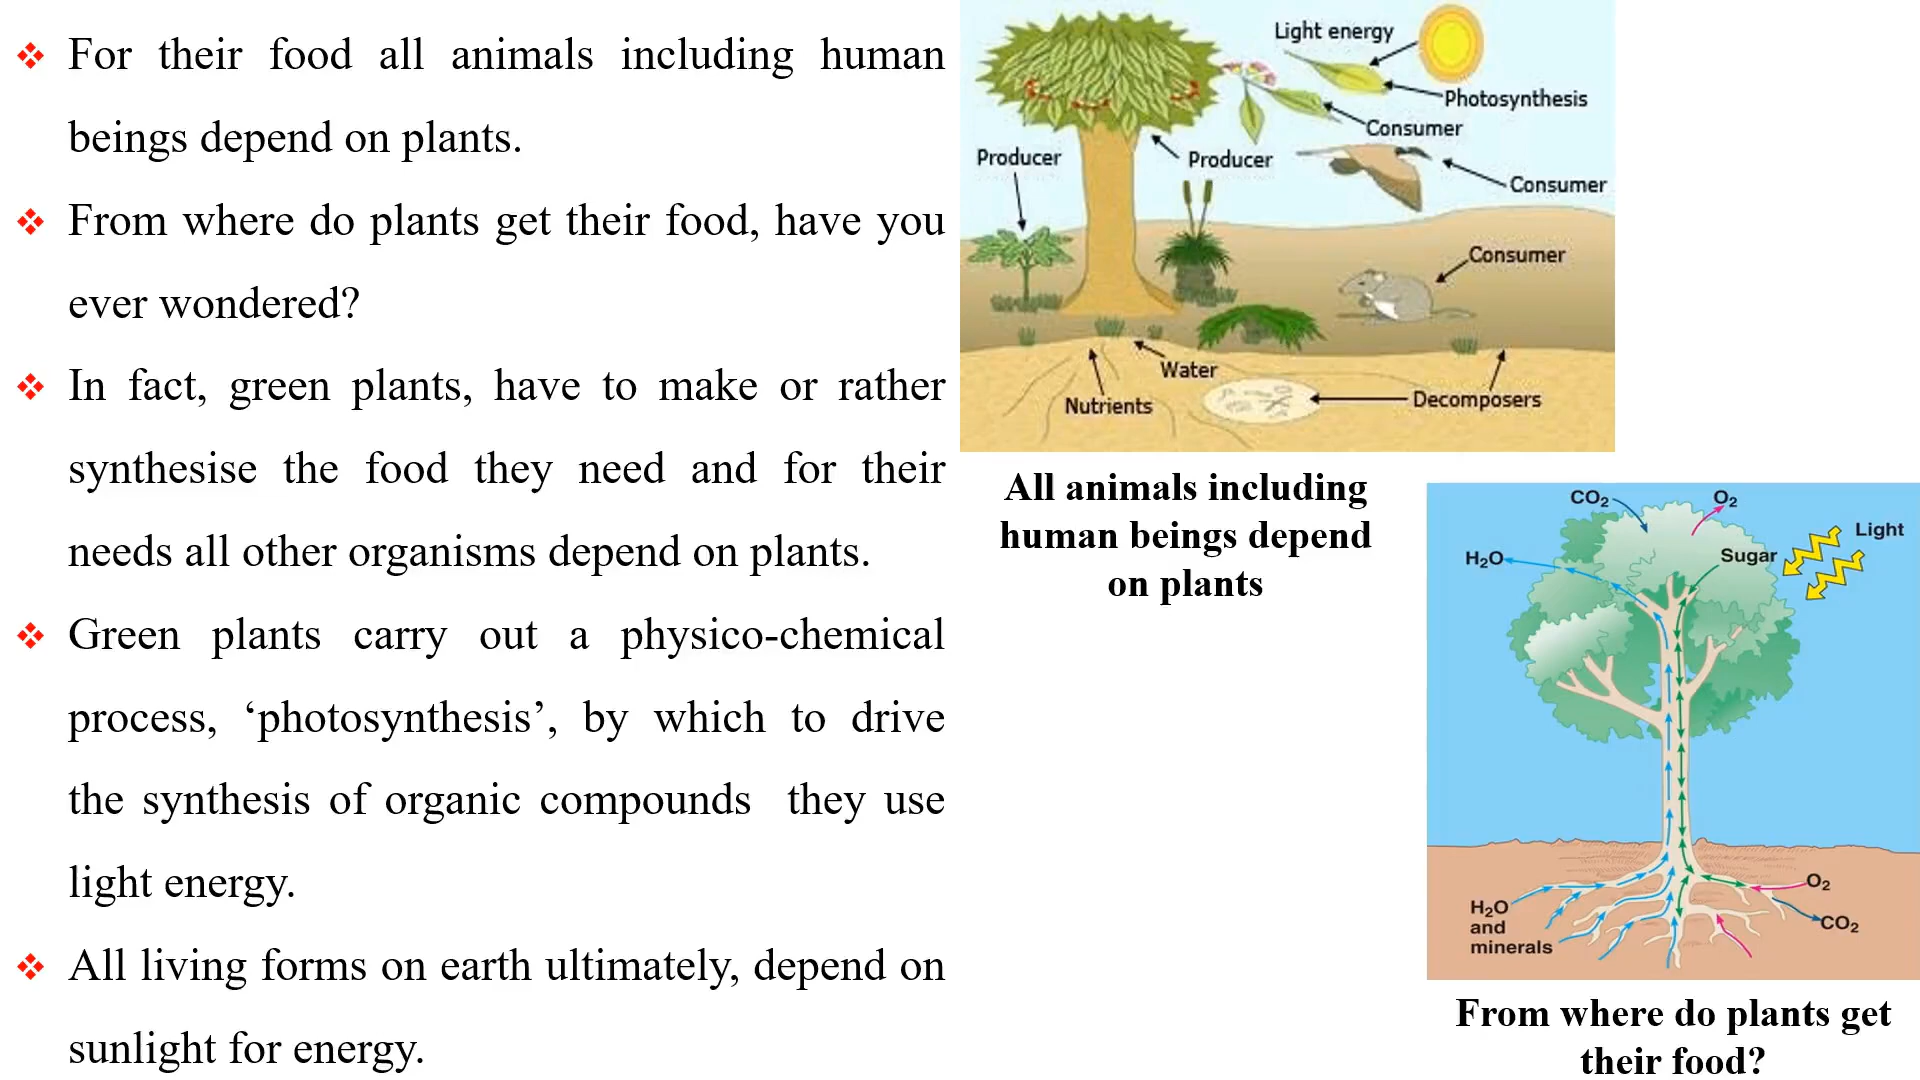 ❖ For their food all animals including human
beings depend on plants.
❖ From where do plants get their food, have you
ever wondered?
❖ In fact, green plants, have to make or rather
synthesise the food they need and for their
needs all other organisms depend on plants.
❖ Green plants carry out a physico-chemical
process, ‘photosynthesis’, by which to drive
the synthesis of organic compounds they use
light energy.
❖ All living forms on earth ultimately, depend on
sunlight for energy.
Light energy
Photosynthesis
Consumer
Producer
Producer
Consumer
Consumer
Water
Nutrients
Decomposers
All animals including
human beings depend
on plants
CO₂
O₂
Light
H₂O
Sugar
O₂
H₂O
and
minerals
CO₂
From where do plants get
their food?